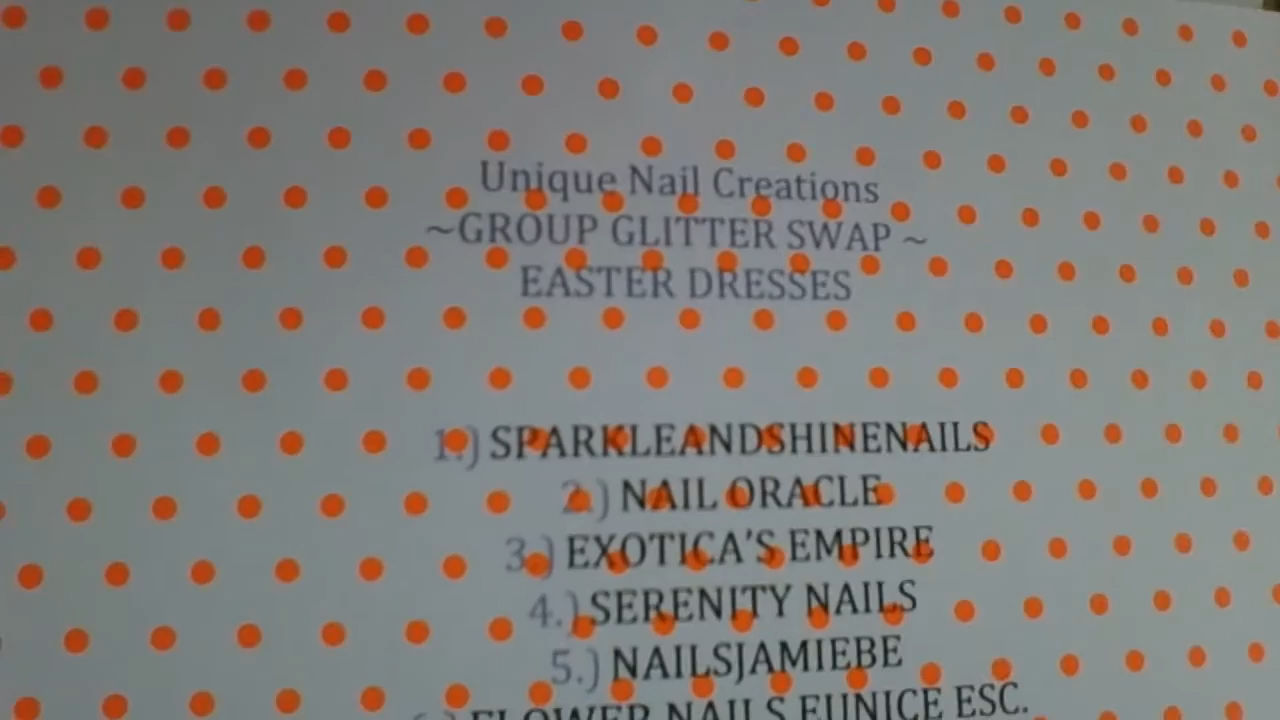 Unique Nail Creations
~GROUP GLITTER SWAP ~
EASTER DRESSES
1.) SPARKLEANDSHINENAILS
2.) NAIL ORACLE
3.) EXOTICA'S EMPIRE
4.) SERENITY NAILS
5.) NAILSJAMIEBE
FLOWER NAILS EUNICE ESC.